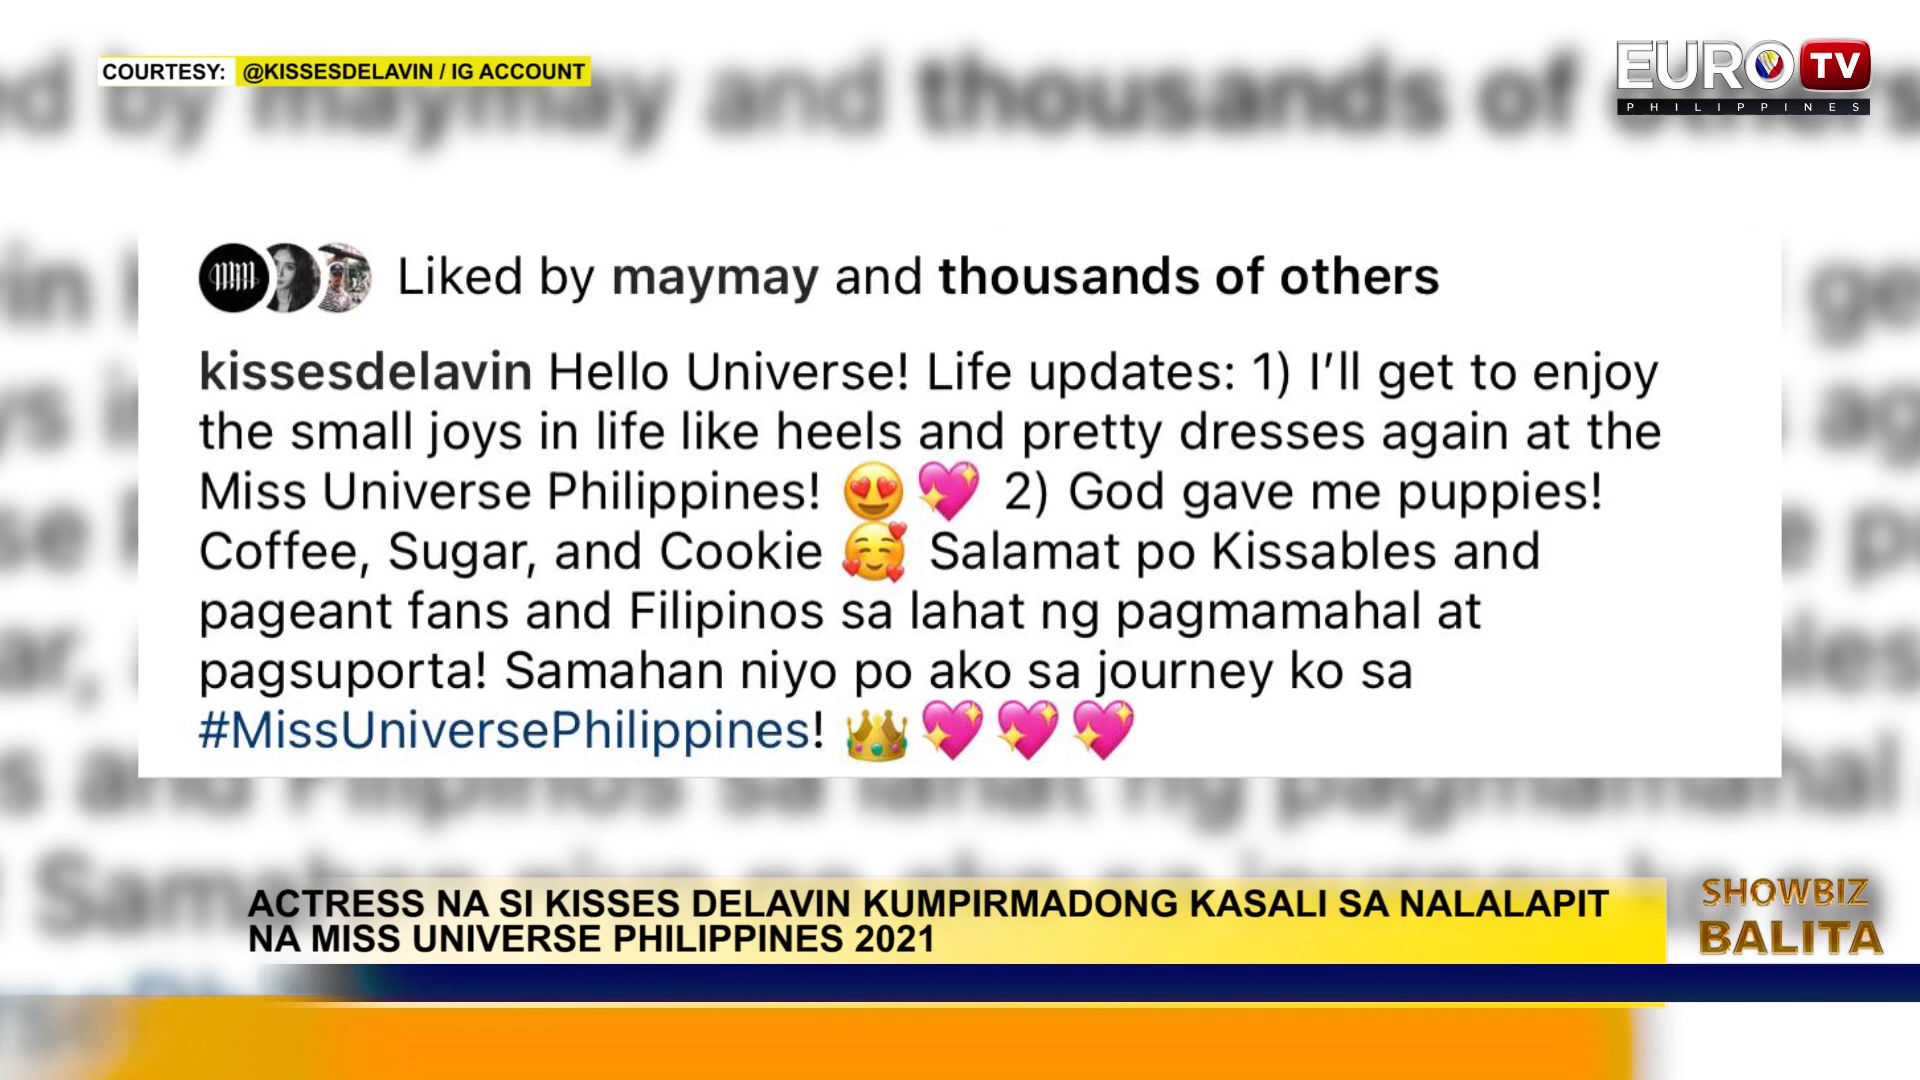 COURTESY: @KISSESDELAVIN / IG ACCOUNT
EURO TV
PHILIPPINES
Liked by maymay and thousands of others
kissesdelavin Hello Universe! Life updates: 1) I’ll get to enjoy
the small joys in life like heels and pretty dresses again at the
Miss Universe Philippines! 😍💖 2) God gave me puppies!
Coffee, Sugar, and Cookie 🥰 Salamat po Kissables and
pageant fans and Filipinos sa lahat ng pagmamahal at
pagsuporta! Samahan niyo po ako sa journey ko sa
#MissUniversePhilippines! 👑💖💖💖
ACTRESS NA SI KISSES DELAVIN KUMPIRMADONG KASALI SA NALALAPIT
NA MISS UNIVERSE PHILIPPINES 2021
SHOWBIZ
BALITA